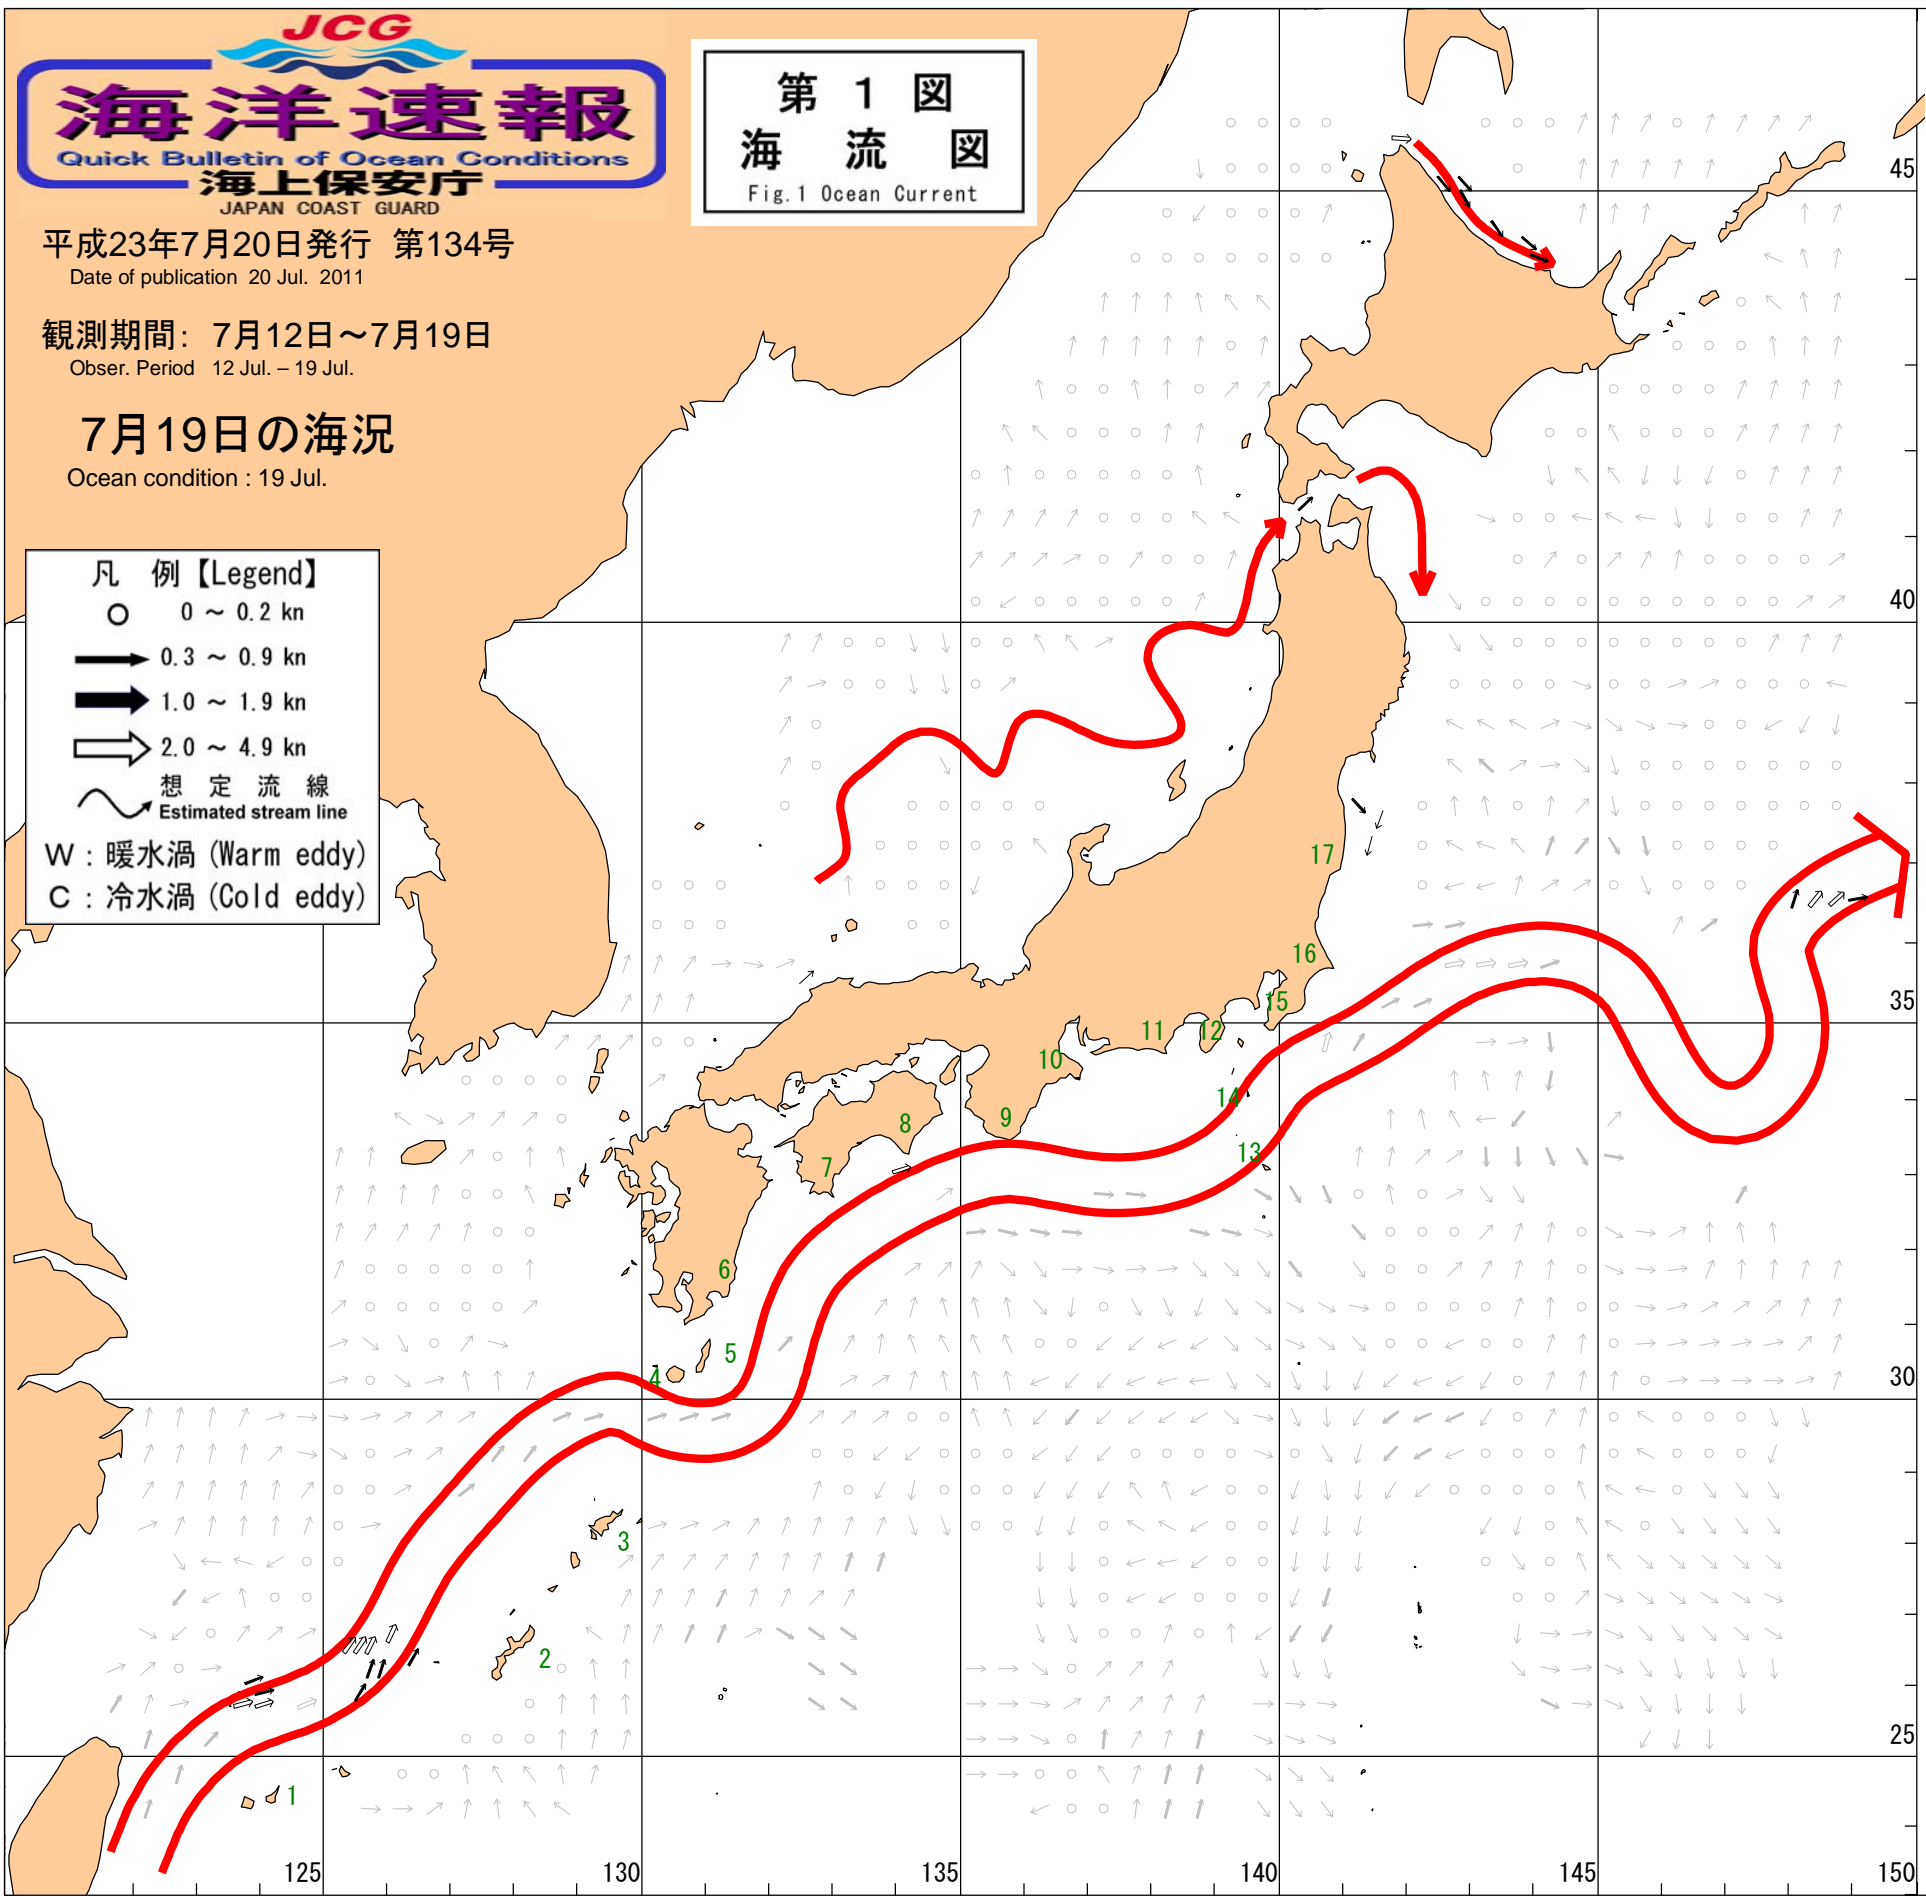 JCG
海洋速報
Quick Bulletin of Ocean Conditions
海上保安庁
JAPAN COAST GUARD
第 1 図
海 流 図
Fig.1 Ocean Current
平成23年7月20日発行 第134号
Date of publication 20 Jul. 2011
観測期間: 7月12日~7月19日
Obser. Period 12 Jul. – 19 Jul.
7月19日の海況
Ocean condition : 19 Jul.
凡 例【Legend】
0 ~ 0.2 kn
0.3 ~ 0.9 kn
1.0 ~ 1.9 kn
2.0 ~ 4.9 kn
想 定 流 線
Estimated stream line
W : 暖水渦 (Warm eddy)
C : 冷水渦 (Cold eddy)
45
40
17
16
35
15
12
11
10
14
9
8
13
7
6
5
4
30
3
2
25
1
125
130
135
140
145
150